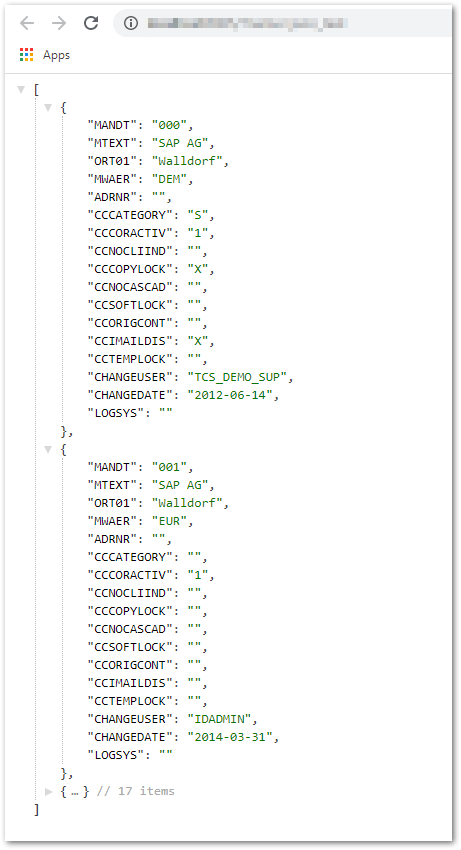 Apps
[
{
"MANDT": "000",
"MTEXT": "SAP AG",
"ORT01": "Walldorf",
"MWAER": "DEM",
"ADRNR": "",
"CCCATEGORY": "S",
"CCCORACTIV": "1",
"CCNOCLIIND": "",
"CCCOPYLOCK": "X",
"CCNOCASCAD": "",
"CCSOFTLOCK": "",
"CCORIGCONT": "",
"CCIMAILDIS": "X",
"CCTEMPLOCK": "",
"CHANGEUSER": "TCS_DEMO_SUP",
"CHANGEDATE": "2012-06-14",
"LOGSYS": ""
},
{
"MANDT": "001",
"MTEXT": "SAP AG",
"ORT01": "Walldorf",
"MWAER": "EUR",
"ADRNR": "",
"CCCATEGORY": "",
"CCCORACTIV": "1",
"CCNOCLIIND": "",
"CCCOPYLOCK": "",
"CCNOCASCAD": "",
"CCSOFTLOCK": "",
"CCORIGCONT": "",
"CCIMAILDIS": "",
"CCTEMPLOCK": "",
"CHANGEUSER": "IDADMIN",
"CHANGEDATE": "2014-03-31",
"LOGSYS": ""
},
{…} // 17 items
]